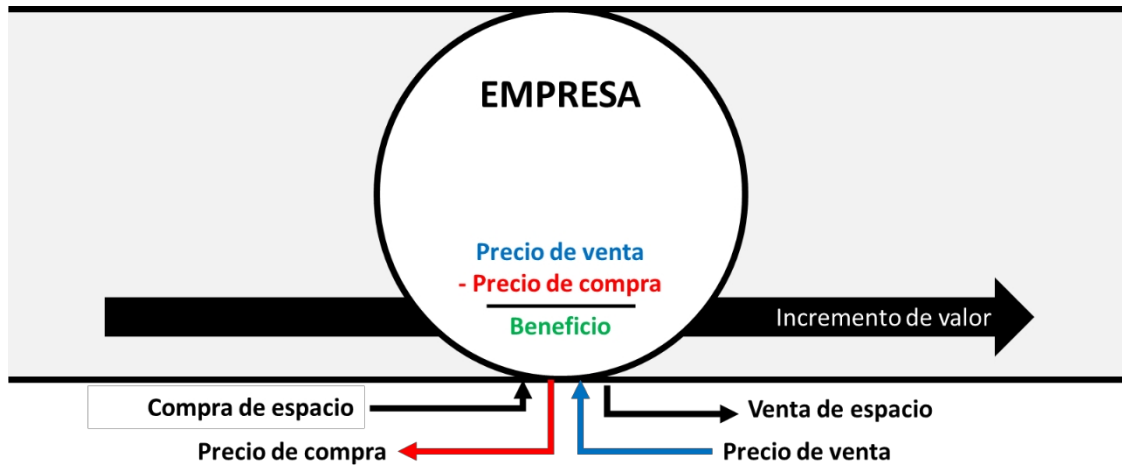 EMPRESA
Precio de venta
- Precio de compra
Beneficio
Incremento de valor
Compra de espacio
Venta de espacio
Precio de compra
Precio de venta